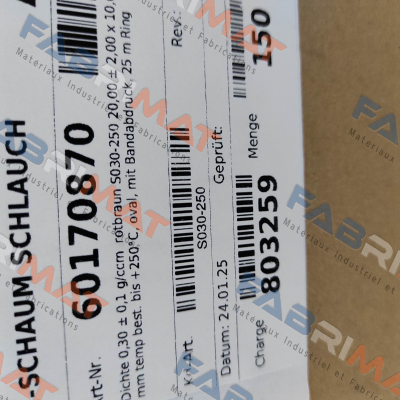 -SCHAUM SCHLAUCH
Art-Nr. 60170870
Dichte 0,30 ± 0,1 g/ccm rotbraun S030-250 20,00 ± 2,00 x 10,
mm temp best. bis +250°C, oval, mit Bandabdruck, 25 m Ring
Rev.:
S030-250
Datum: 24.01.25 Geprüft:
Charge 803259 Menge 150
FABRIMAT
Materiaux Industriel et Fabrications